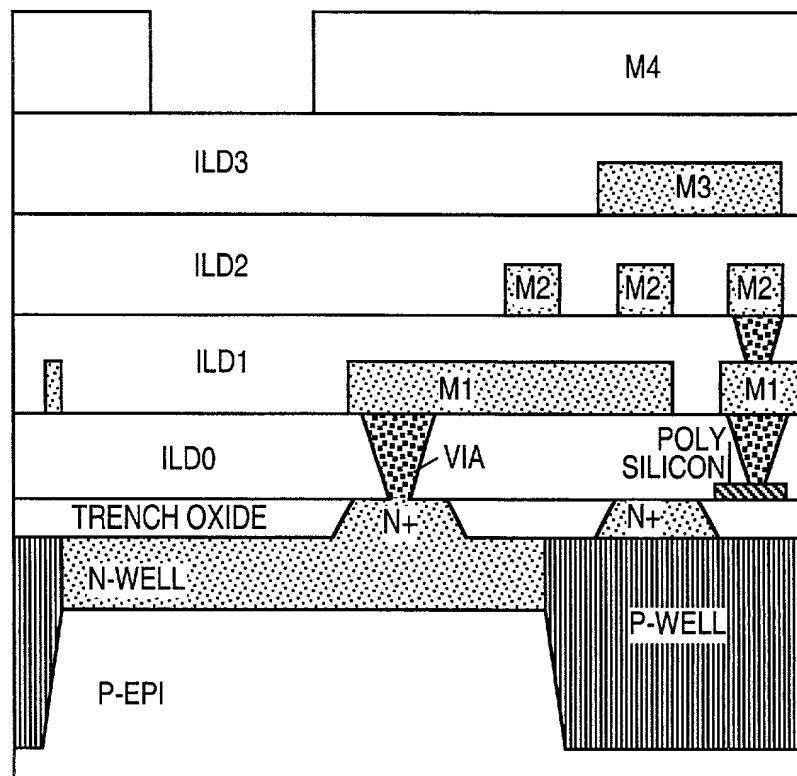 M4
ILD3
M3
ILD2
M2 M2 M2
ILD1
M1 M1
ILD0
VIA
POLY
SILICON
TRENCH OXIDE
N+ N+
N-WELL
P-WELL
P-EPI